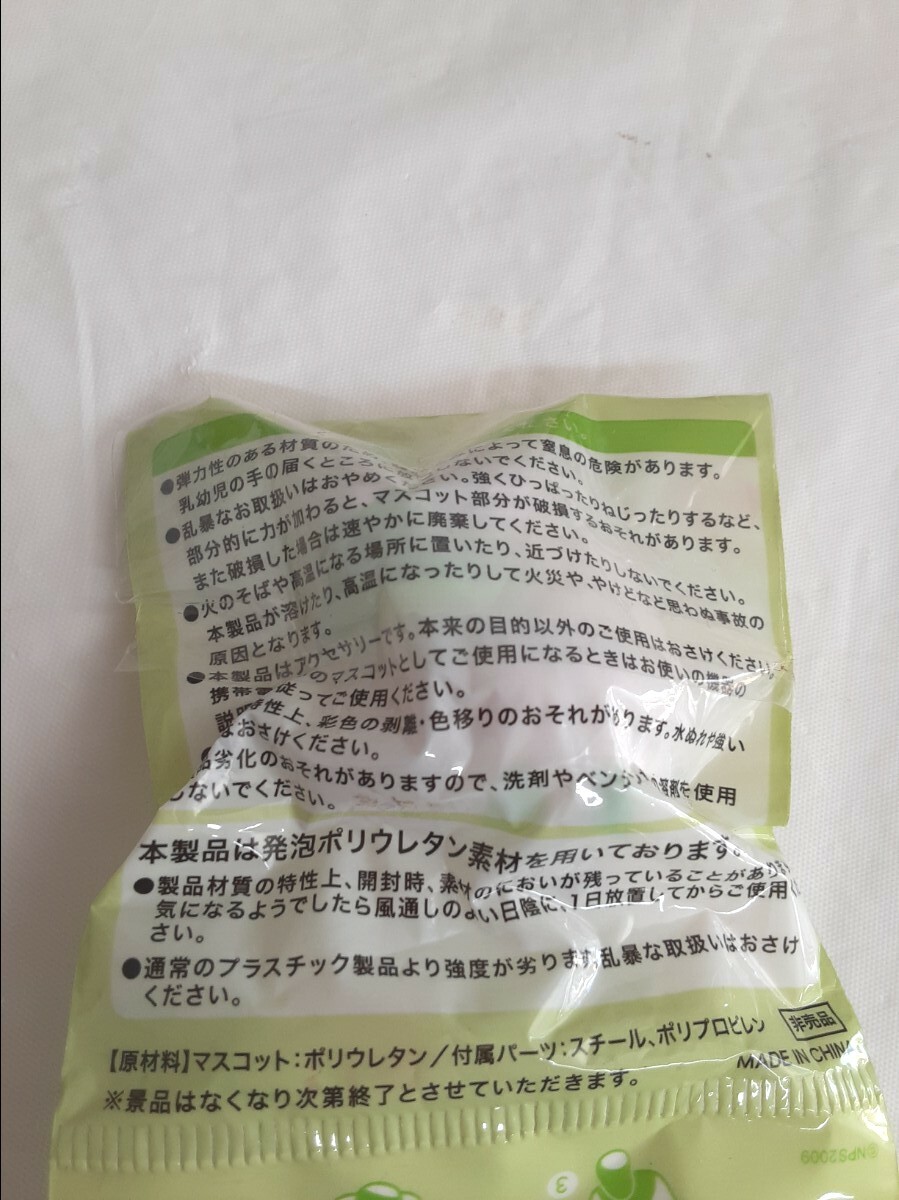 さい。
●弾力性のある材質の によって窒息の危険があります。
乳幼児の手の届くところに ないでください。
●乱暴なお取扱いはおやめください。強くひっぱったりねじったりするなど、
部分的に力が加わると、マスコット部分が破損するおそれがあります。
また破損した場合は速やかに廃棄してください。
●火のそばや高温になる場所に置いたり、近づけたりしないでください。
本製品が溶けたり、高温になったりして火災や、やけどなど思わぬ事故の
原因となります。
●本製品はアクセサリーです。本来の目的以外のご使用はおさけください。
携帯 のマスコットとしてご使用になるときはお使いの機器の
説 従ってご使用ください。
特性上、彩色の剥離・色移りのおそれがあります。水ぬれや強い
はおさけください。
品劣化のおそれがありますので、洗剤やベンジン 溶剤を使用
しないでください。
本製品は発泡ポリウレタン素材を用いております。
●製品材質の特性上、開封時、素材のにおいが残っていることがあり
気になるようでしたら風通しのよい日陰に、1日放置してからご使用く
さい。
●通常のプラスチック製品より強度が劣ります 乱暴な取扱いはおさけ
ください。
【原材料】マスコット：ポリウレタン／付属パーツ：スチール、ポリプロピレン
非売品
MADE IN CHINA
※景品はなくなり次第終了とさせていただきます。
©NPS2009
3